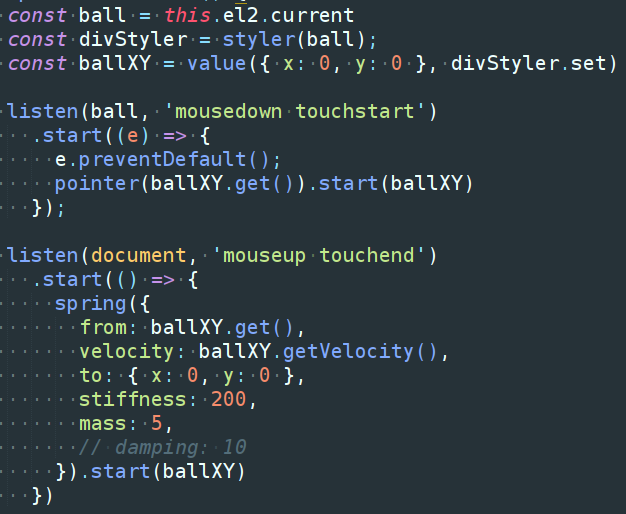 const ball = this.el2.current
const divStyler = styler(ball);
const ballXY = value({ x: 0, y: 0 }, divStyler.set)
listen(ball, 'mousedown touchstart')
.start((e) => {
e.preventDefault();
pointer(ballXY.get()).start(ballXY)
});
listen(document, 'mouseup touchend')
.start(() => {
spring({
from: ballXY.get(),
velocity: ballXY.getVelocity(),
to: { x: 0, y: 0 },
stiffness: 200,
mass: 5,
// damping: 10
}).start(ballXY)
})